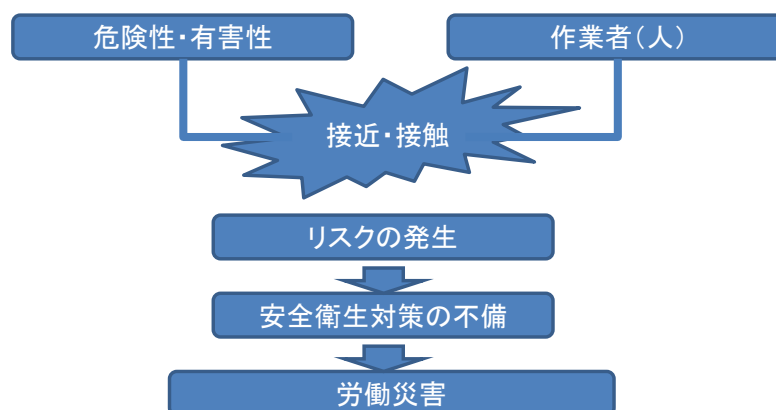 危険性・有害性
作業者（人）
接近・接触
リスクの発生
安全衛生対策の不備
労働災害